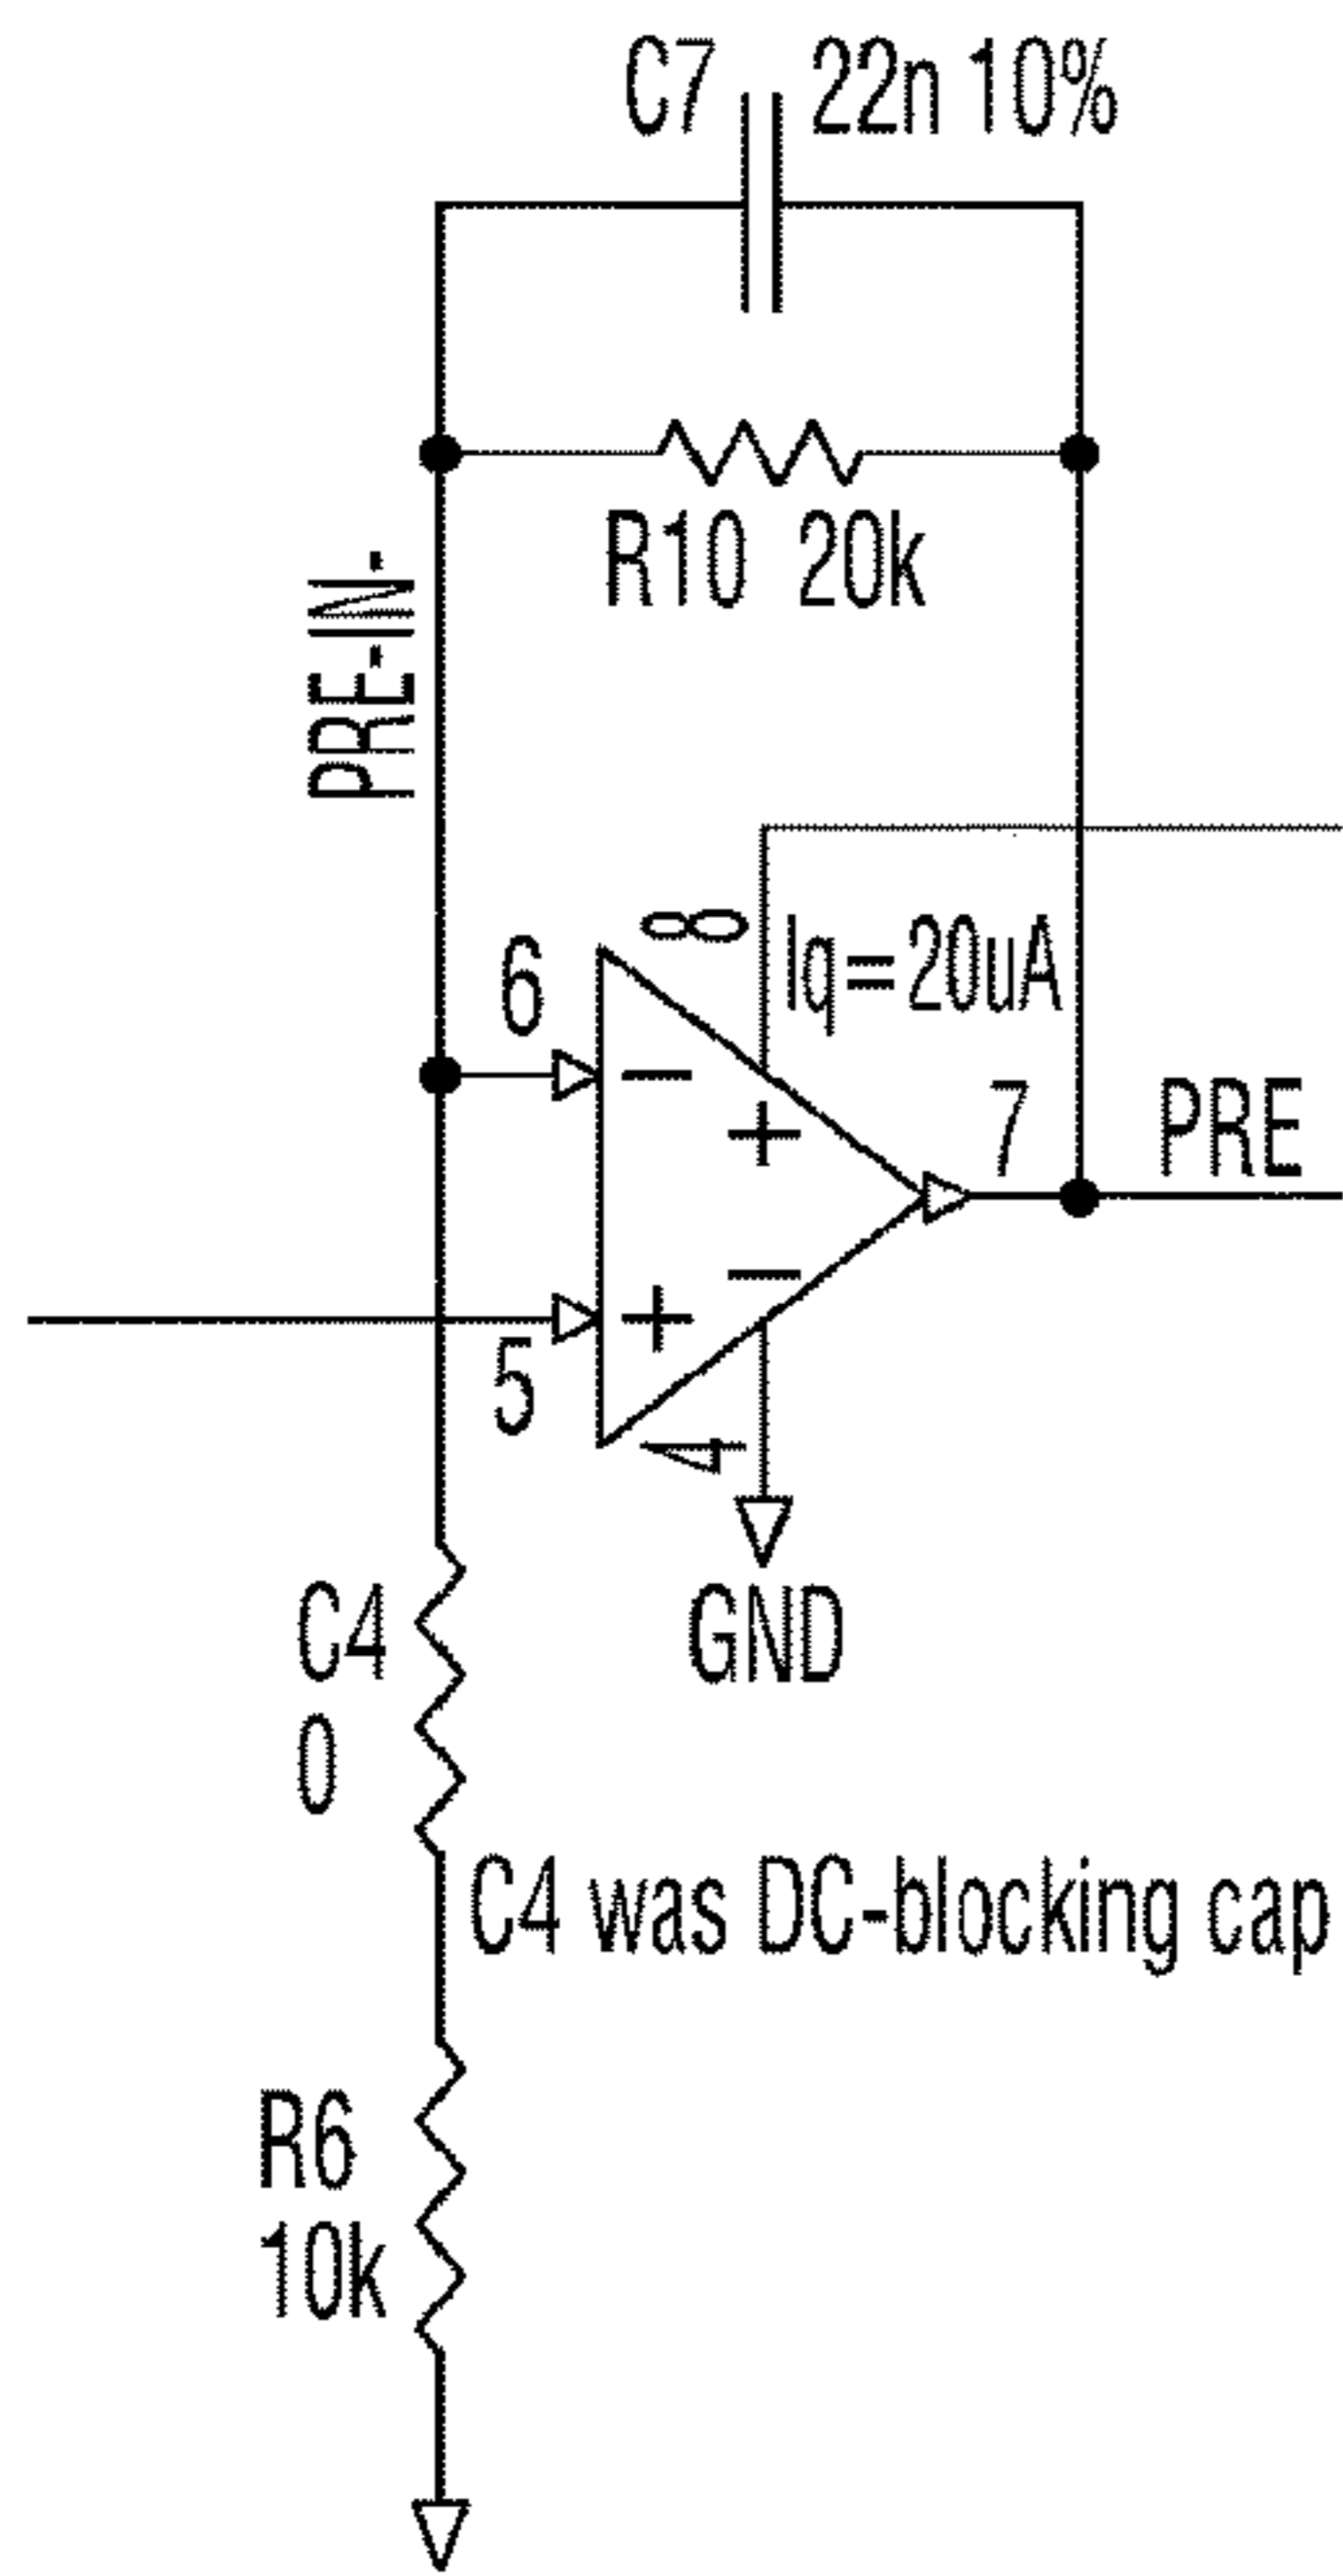 C7 22n 10%
R10 20k
PRE-IN-
8
Iq=20uA
6
7
PRE
5
4
GND
C4
0
C4 was DC-blocking cap
R6
10k